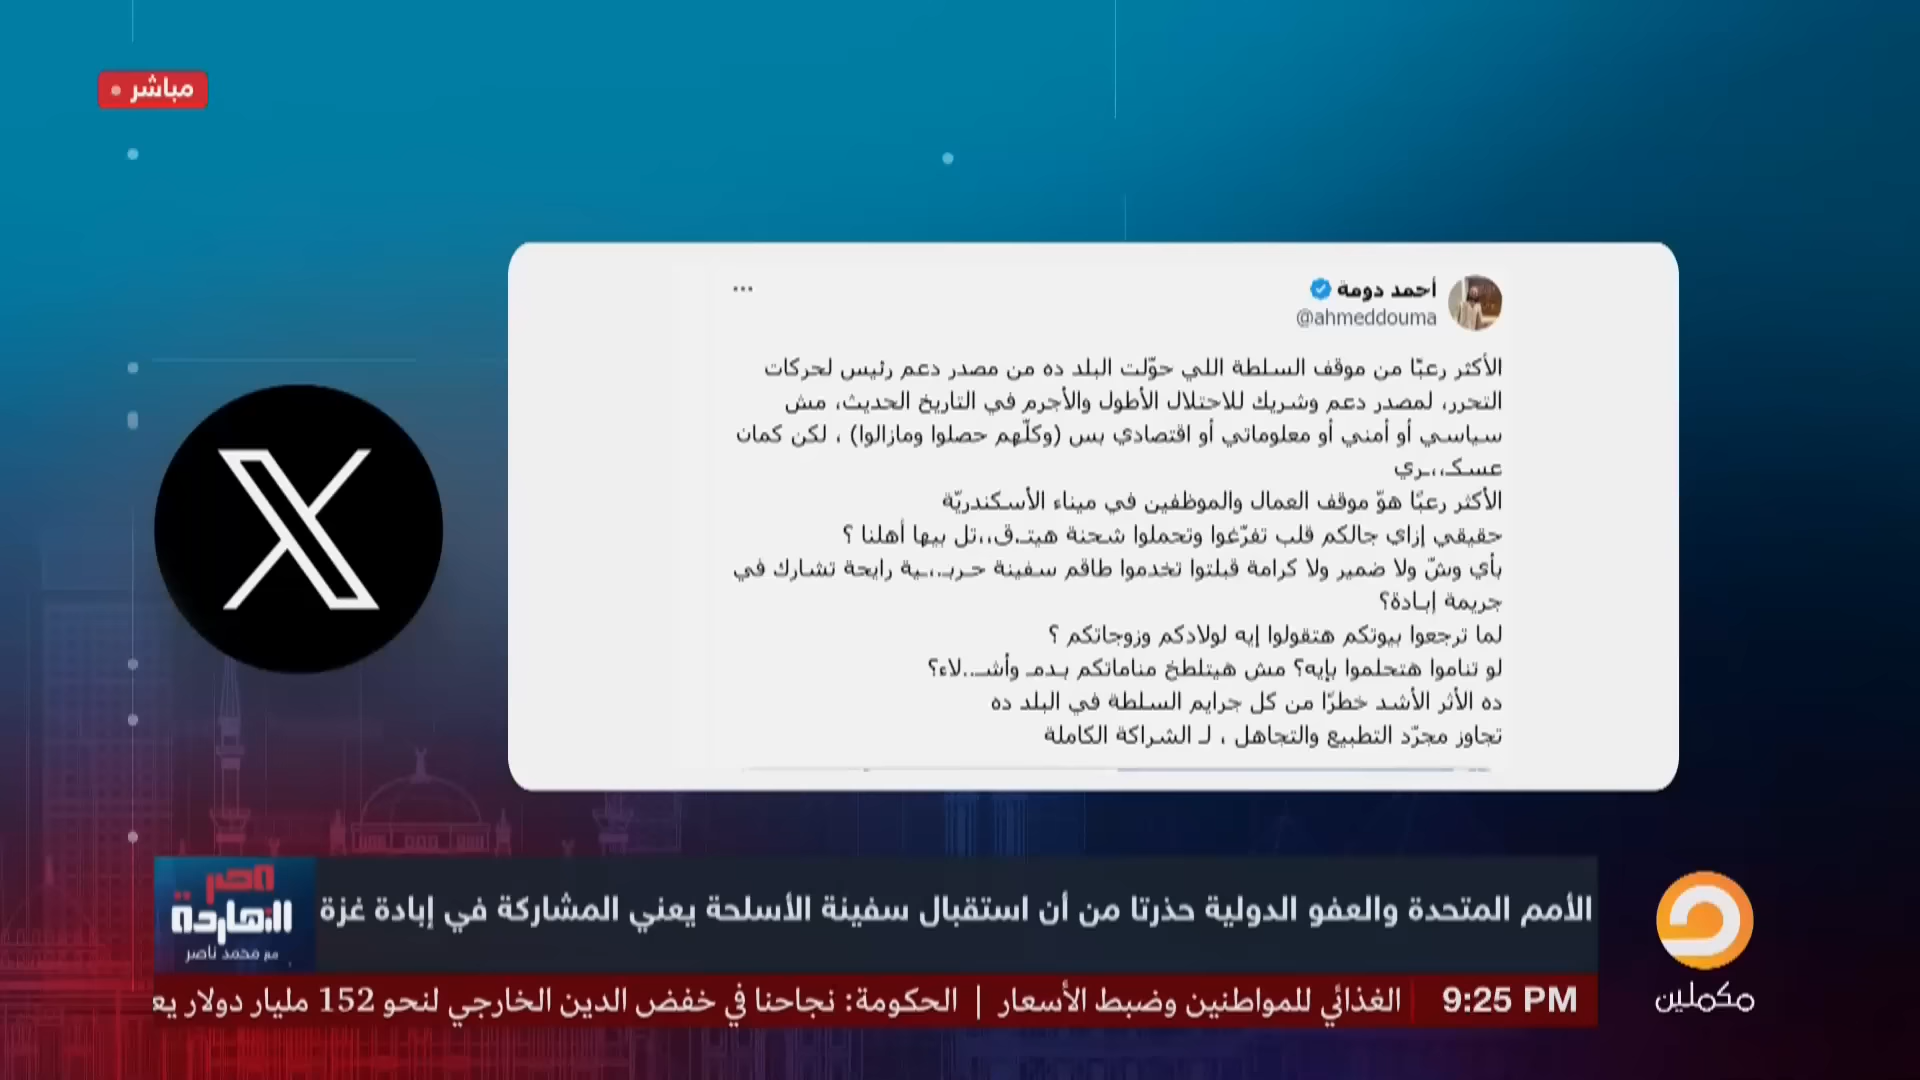 مباشر
أحمد دومة
@ahmeddouma
الأكثر رعبًا من موقف السلطة اللي حوّلت البلد ده من مصدر دعم رئيس لحركات
التحرر، لمصدر دعم وشريك للاحتلال الأطول والأجرم في التاريخ الحديث، مش
سياسي أو أمني أو معلوماتي أو اقتصادي بس (وكلّهم حصلوا ومازالوا) ، لكن كمان
عسكـ،،ـري
الأكثر رعبًا هوّ موقف العمال والموظفين في ميناء الأسكندريّة
حقيقي إزاي جالكم قلب تفرّغوا وتحملوا شحنة هيتـ.ق،،تل بيها أهلنا ؟
بأي وشّ ولا ضمير ولا كرامة قبلتوا تخدموا طاقم سفينة حـربـ.،ـية رايحة تشارك في
جريمة إبـادة؟
لما ترجعوا بيوتكم هتقولوا إيه لولادكم وزوجاتكم ؟
لو تناموا هتحلموا بإيه؟ مش هيتلطخ مناماتكم بـدمـ وأشـ..لاء؟
ده الأثر الأشد خطرًا من كل جرايم السلطة في البلد ده
تجاوز مجرّد التطبيع والتجاهل ، لـ الشراكة الكاملة
مصر
النهاردة
مع محمد ناصر
الأمم المتحدة والعفو الدولية حذرتا من أن استقبال سفينة الأسلحة يعني المشاركة في إبادة غزة
9:25 PM
الغذائي للمواطنين وضبط الأسعار | الحكومة: نجاحنا في خفض الدين الخارجي لنحو 152 مليار دولار يع
مكملين